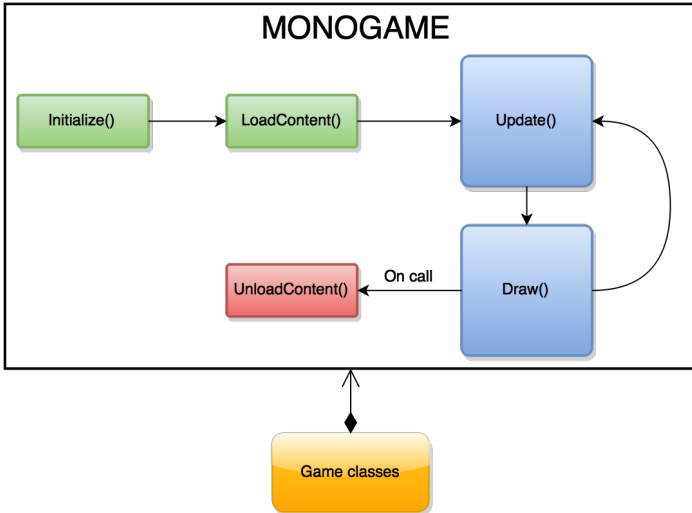 MONOGAME
Initialize()
LoadContent()
Update()
UnloadContent()
On call
Draw()
Game classes